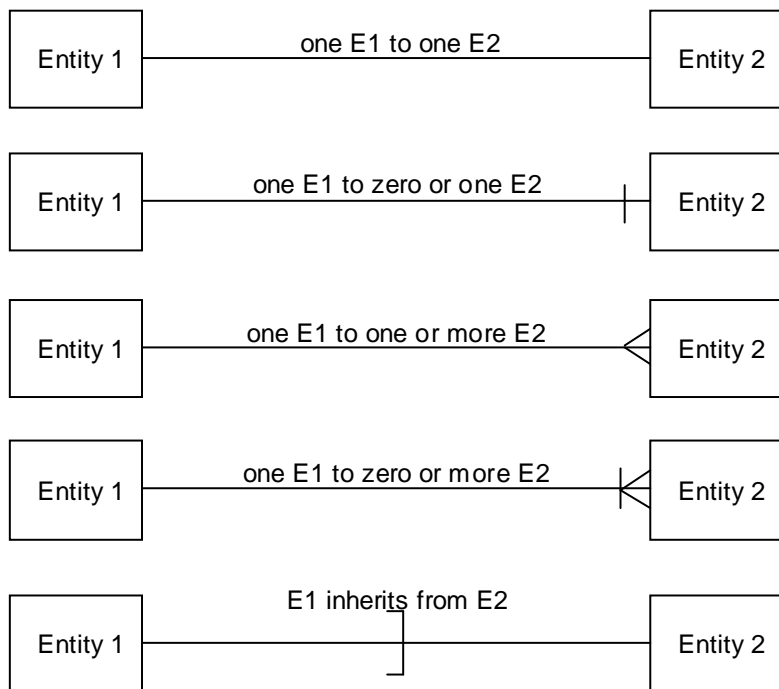 one E1 to one E2
Entity 1
Entity 2
one E1 to zero or one E2
Entity 1
Entity 2
one E1 to one or more E2
Entity 1
Entity 2
one E1 to zero or more E2
Entity 1
Entity 2
E1 inherits from E2
Entity 1
Entity 2